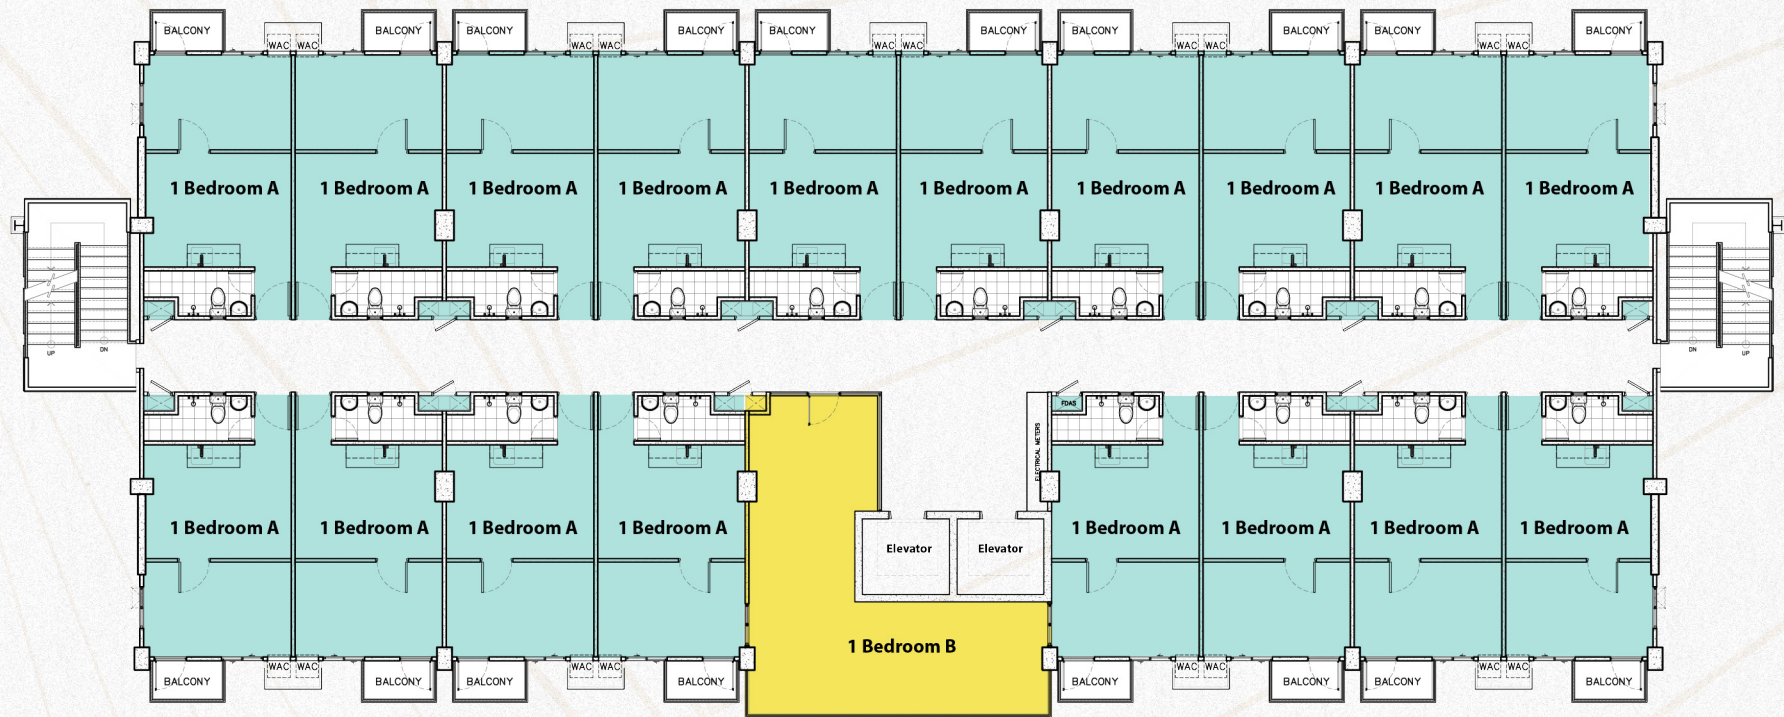 BALCONY BALCONY BALCONY BALCONY BALCONY BALCONY BALCONY BALCONY BALCONY BALCONY
WAC WAC WAC WAC WAC WAC WAC WAC WAC WAC
1 Bedroom A 1 Bedroom A 1 Bedroom A 1 Bedroom A 1 Bedroom A 1 Bedroom A 1 Bedroom A 1 Bedroom A 1 Bedroom A 1 Bedroom A
UP DN DN UP
FDAS
ELECTRICAL METERS
1 Bedroom A 1 Bedroom A 1 Bedroom A 1 Bedroom A 1 Bedroom A 1 Bedroom A 1 Bedroom A 1 Bedroom A
Elevator Elevator
1 Bedroom B
WAC WAC WAC WAC WAC WAC WAC WAC
BALCONY BALCONY BALCONY BALCONY BALCONY BALCONY BALCONY BALCONY